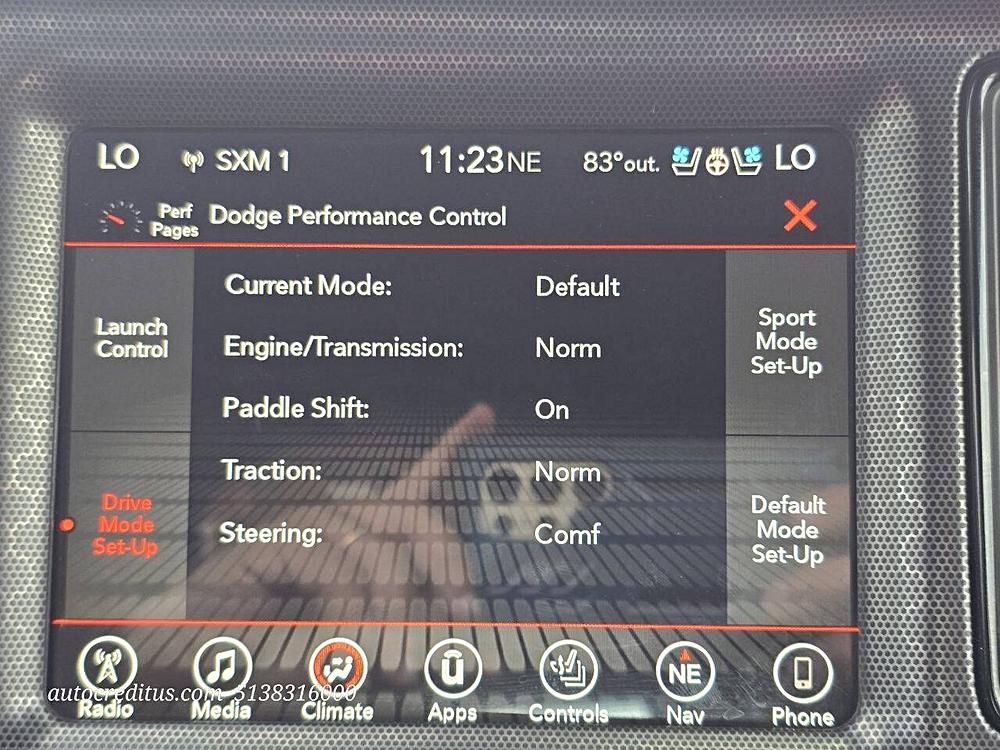 LO SXM 1 11:23 NE 83°out. LO
Perf
Pages
Dodge Performance Control
Launch
Control
Current Mode: Default
Engine/Transmission: Norm
Paddle Shift: On
Traction: Norm
Steering: Comf
Sport
Mode
Set-Up
Drive
Mode
Set-Up
Default
Mode
Set-Up
NE
autocreditus.com 5138316000
Radio Media Climate Apps Controls Nav Phone